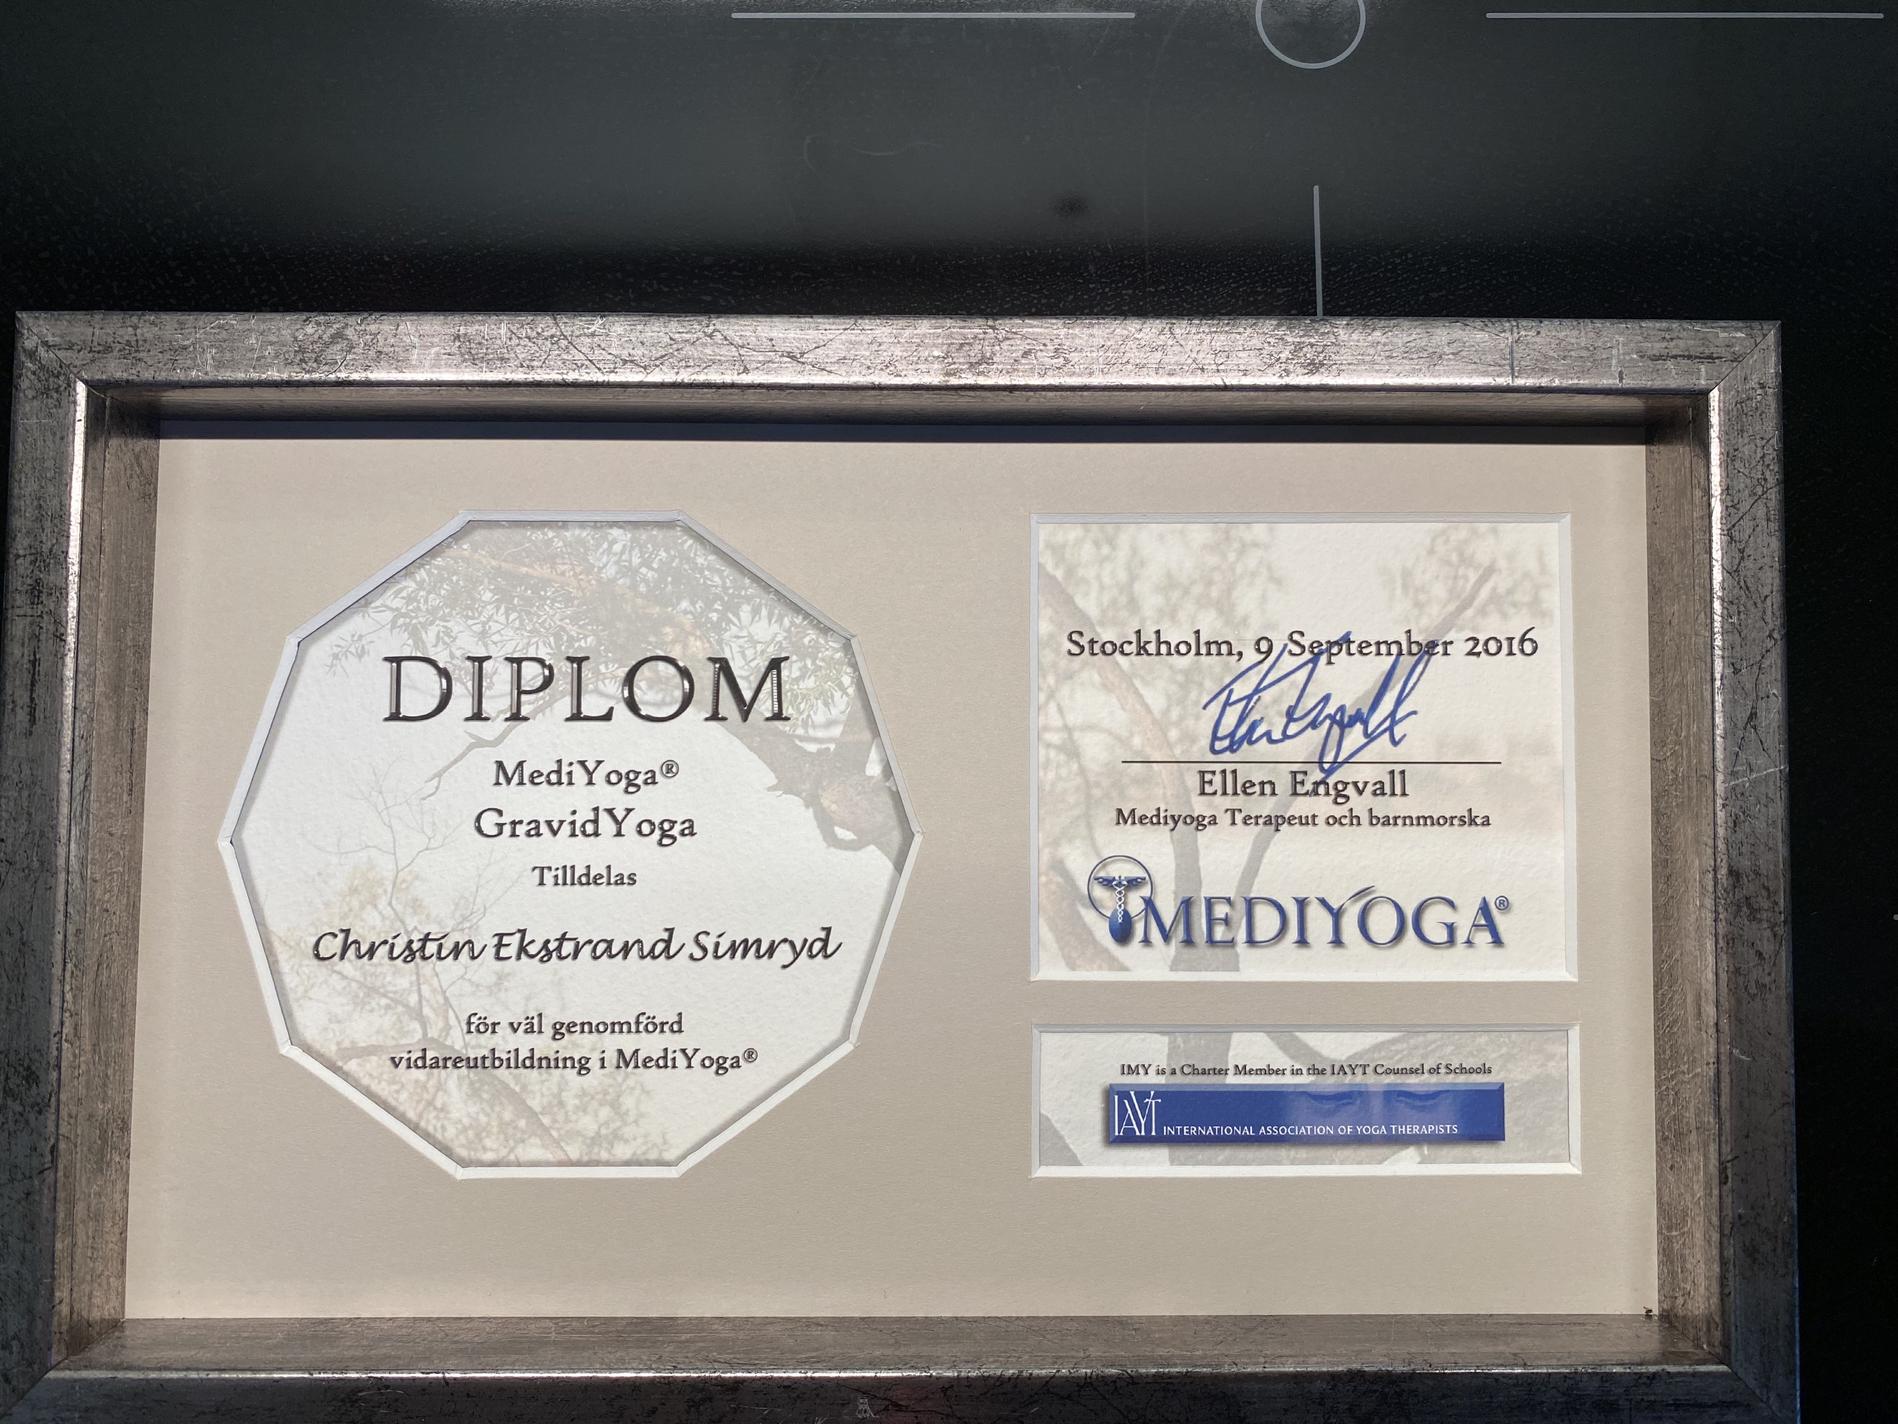 DIPLOM
MediYoga®
GravidYoga
Tilldelas
Christin Ekstrand Simryd
för väl genomförd
vidareutbildning i MediYoga®
Stockholm, 9 September 2016
Ellen Engvall
Mediyoga Terapeut och barnmorska
MEDIYOGA®
IMY is a Charter Member in the IAYT Counsel of Schools
IAYT INTERNATIONAL ASSOCIATION OF YOGA THERAPISTS